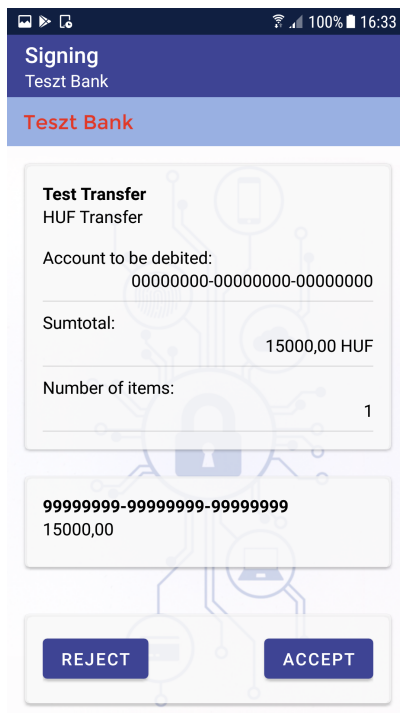 100% 16:33
Signing
Teszt Bank
Teszt Bank
Test Transfer
HUF Transfer
Account to be debited:
00000000-00000000-00000000
Sumtotal:
15000,00 HUF
Number of items:
1
99999999-99999999-99999999
15000,00
REJECT ACCEPT